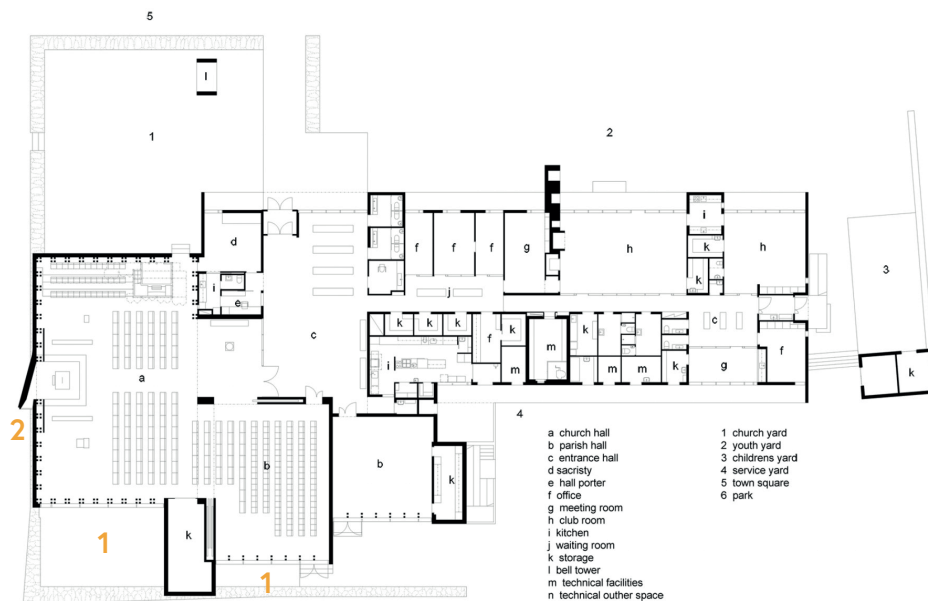 5
l
1
2
d
f
f
f
g
h
i
k
h
k
i
e
j
3
a
c
k
k
k
f
k
m
k
c
i
m
m
m
k
g
f
k
2
b
b
k
4
k
1
1
a church hall
b parish hall
c entrance hall
d sacristy
e hall porter
f office
g meeting room
h club room
i kitchen
j waiting room
k storage
l bell tower
m technical facilities
n technical outher space
1 church yard
2 youth yard
3 childrens yard
4 service yard
5 town square
6 park